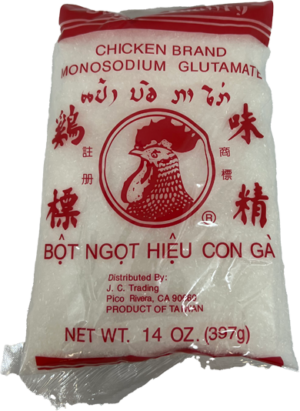 CHICKEN BRAND
MONOSODIUM GLUTAMATE
鷄標
註册
商標
味精
®
BỘT NGỌT HIỆU CON GÀ
Distributed By:
J. C. Trading
Pico Rivera, CA
PRODUCT OF TAIWAN
NET WT. 14 OZ. (397g)